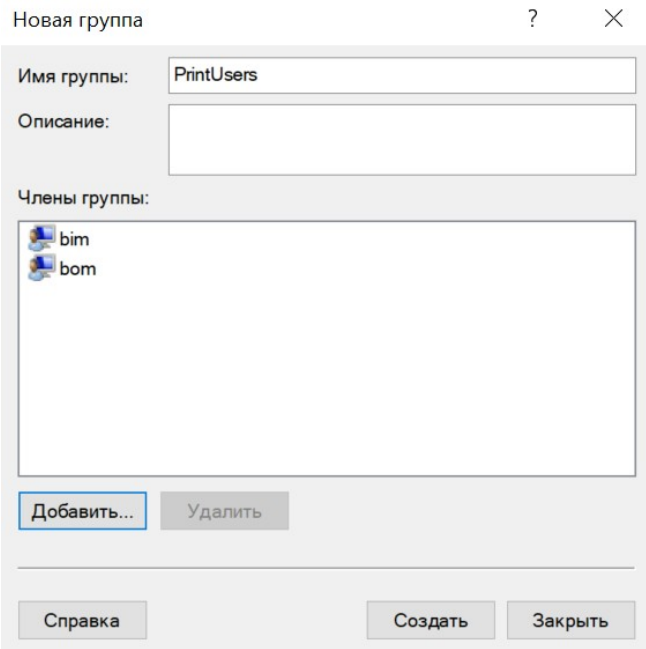 Новая группа ? ×
Имя группы: PrintUsers
Описание:
Члены группы:
bim
bom
Добавить... Удалить
Справка Создать Закрыть